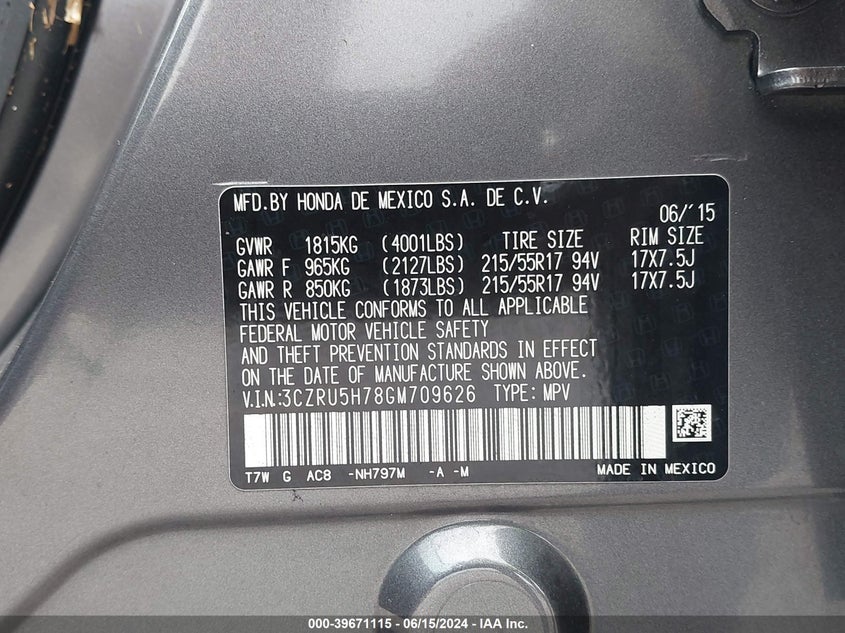 MFD.BY HONDA DE MEXICO S.A. DE C.V.
06/'15
GVWR 1815KG (4001LBS) TIRE SIZE RIM SIZE
GAWR F 965KG (2127LBS) 215/55R17 94V 17X7.5J
GAWR R 850KG (1873LBS) 215/55R17 94V 17X7.5J
THIS VEHICLE CONFORMS TO ALL APPLICABLE
FEDERAL MOTOR VEHICLE SAFETY
AND THEFT PREVENTION STANDARDS IN EFFECT
ON THE DATE OF MANUFACTURE SHOWN ABOVE.
V.I.N.:3CZRU5H78GM709626 TYPE: MPV
T7W G AC8 -NH797M -A -M MADE IN MEXICO
000-39671115 - 06/15/2024 - IAA Inc.